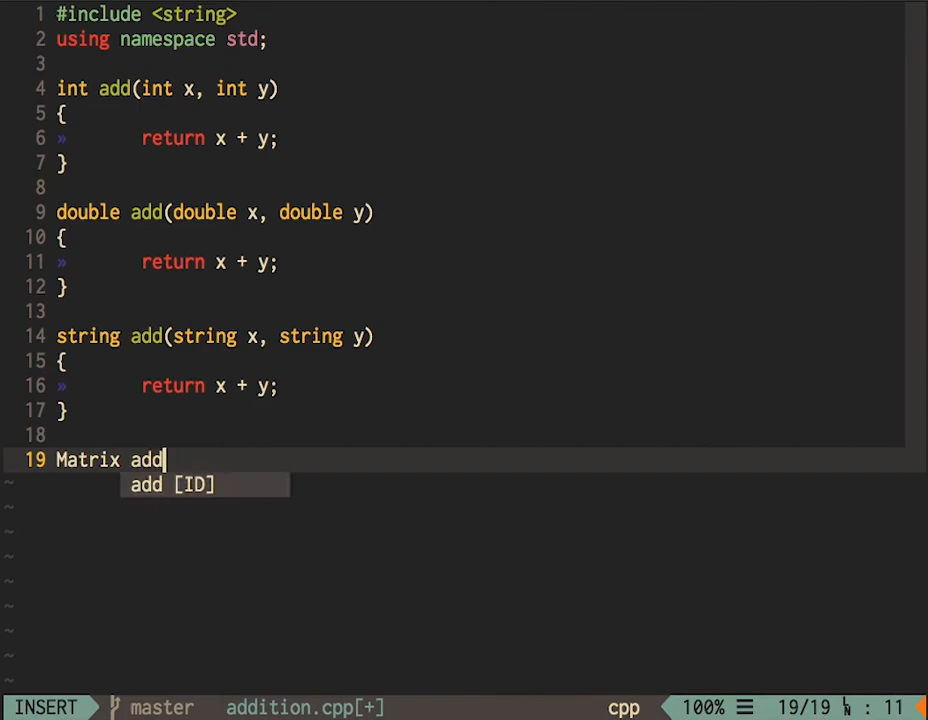 1 #include <string>
2 using namespace std;
3
4 int add(int x, int y)
5 {
6 » return x + y;
7 }
8
9 double add(double x, double y)
10 {
11 » return x + y;
12 }
13
14 string add(string x, string y)
15 {
16 » return x + y;
17 }
18
19 Matrix add
~ add [ID]
~
~
~
~
~
~
~
~
INSERT master addition.cpp[+] cpp 100% ☰ 19/19 ㏑ : 11